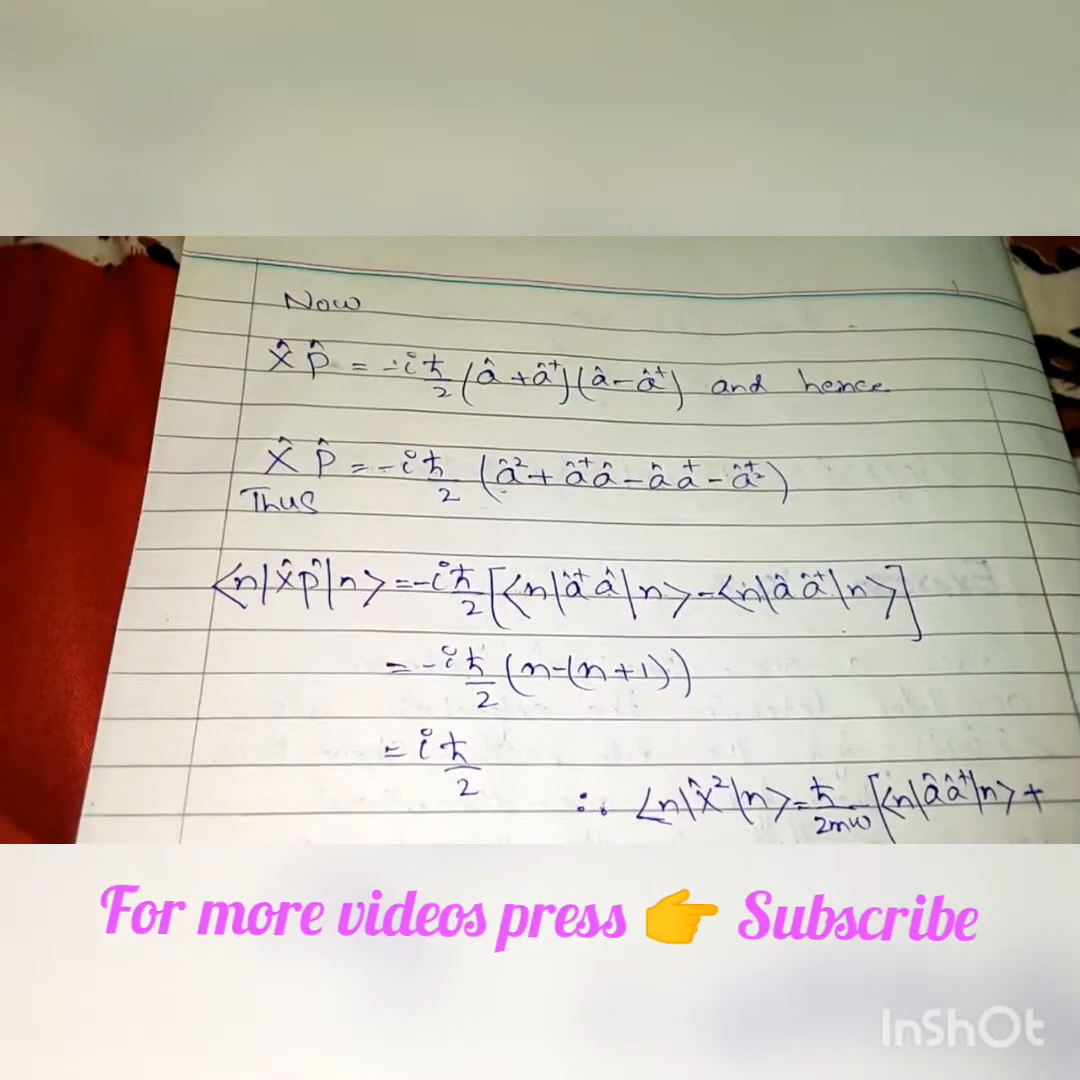 Now
X̂ P̂ = -iħ/2 (â + â⁺)(â - â⁺) and hence
X̂ P̂ = -iħ/2 (â² + â⁺â - ââ⁺ - â⁺²)
Thus
<n|x̂p̂|n> = -iħ/2 [<n|â⁺â|n> - <n|ââ⁺|n>]
= -iħ/2 (n-(n+1))
= iħ/2
∴ <n|x̂²|n> = ħ/2mω [<n|ââ⁺|n> +
For more videos press 👉 Subscribe
InShOt